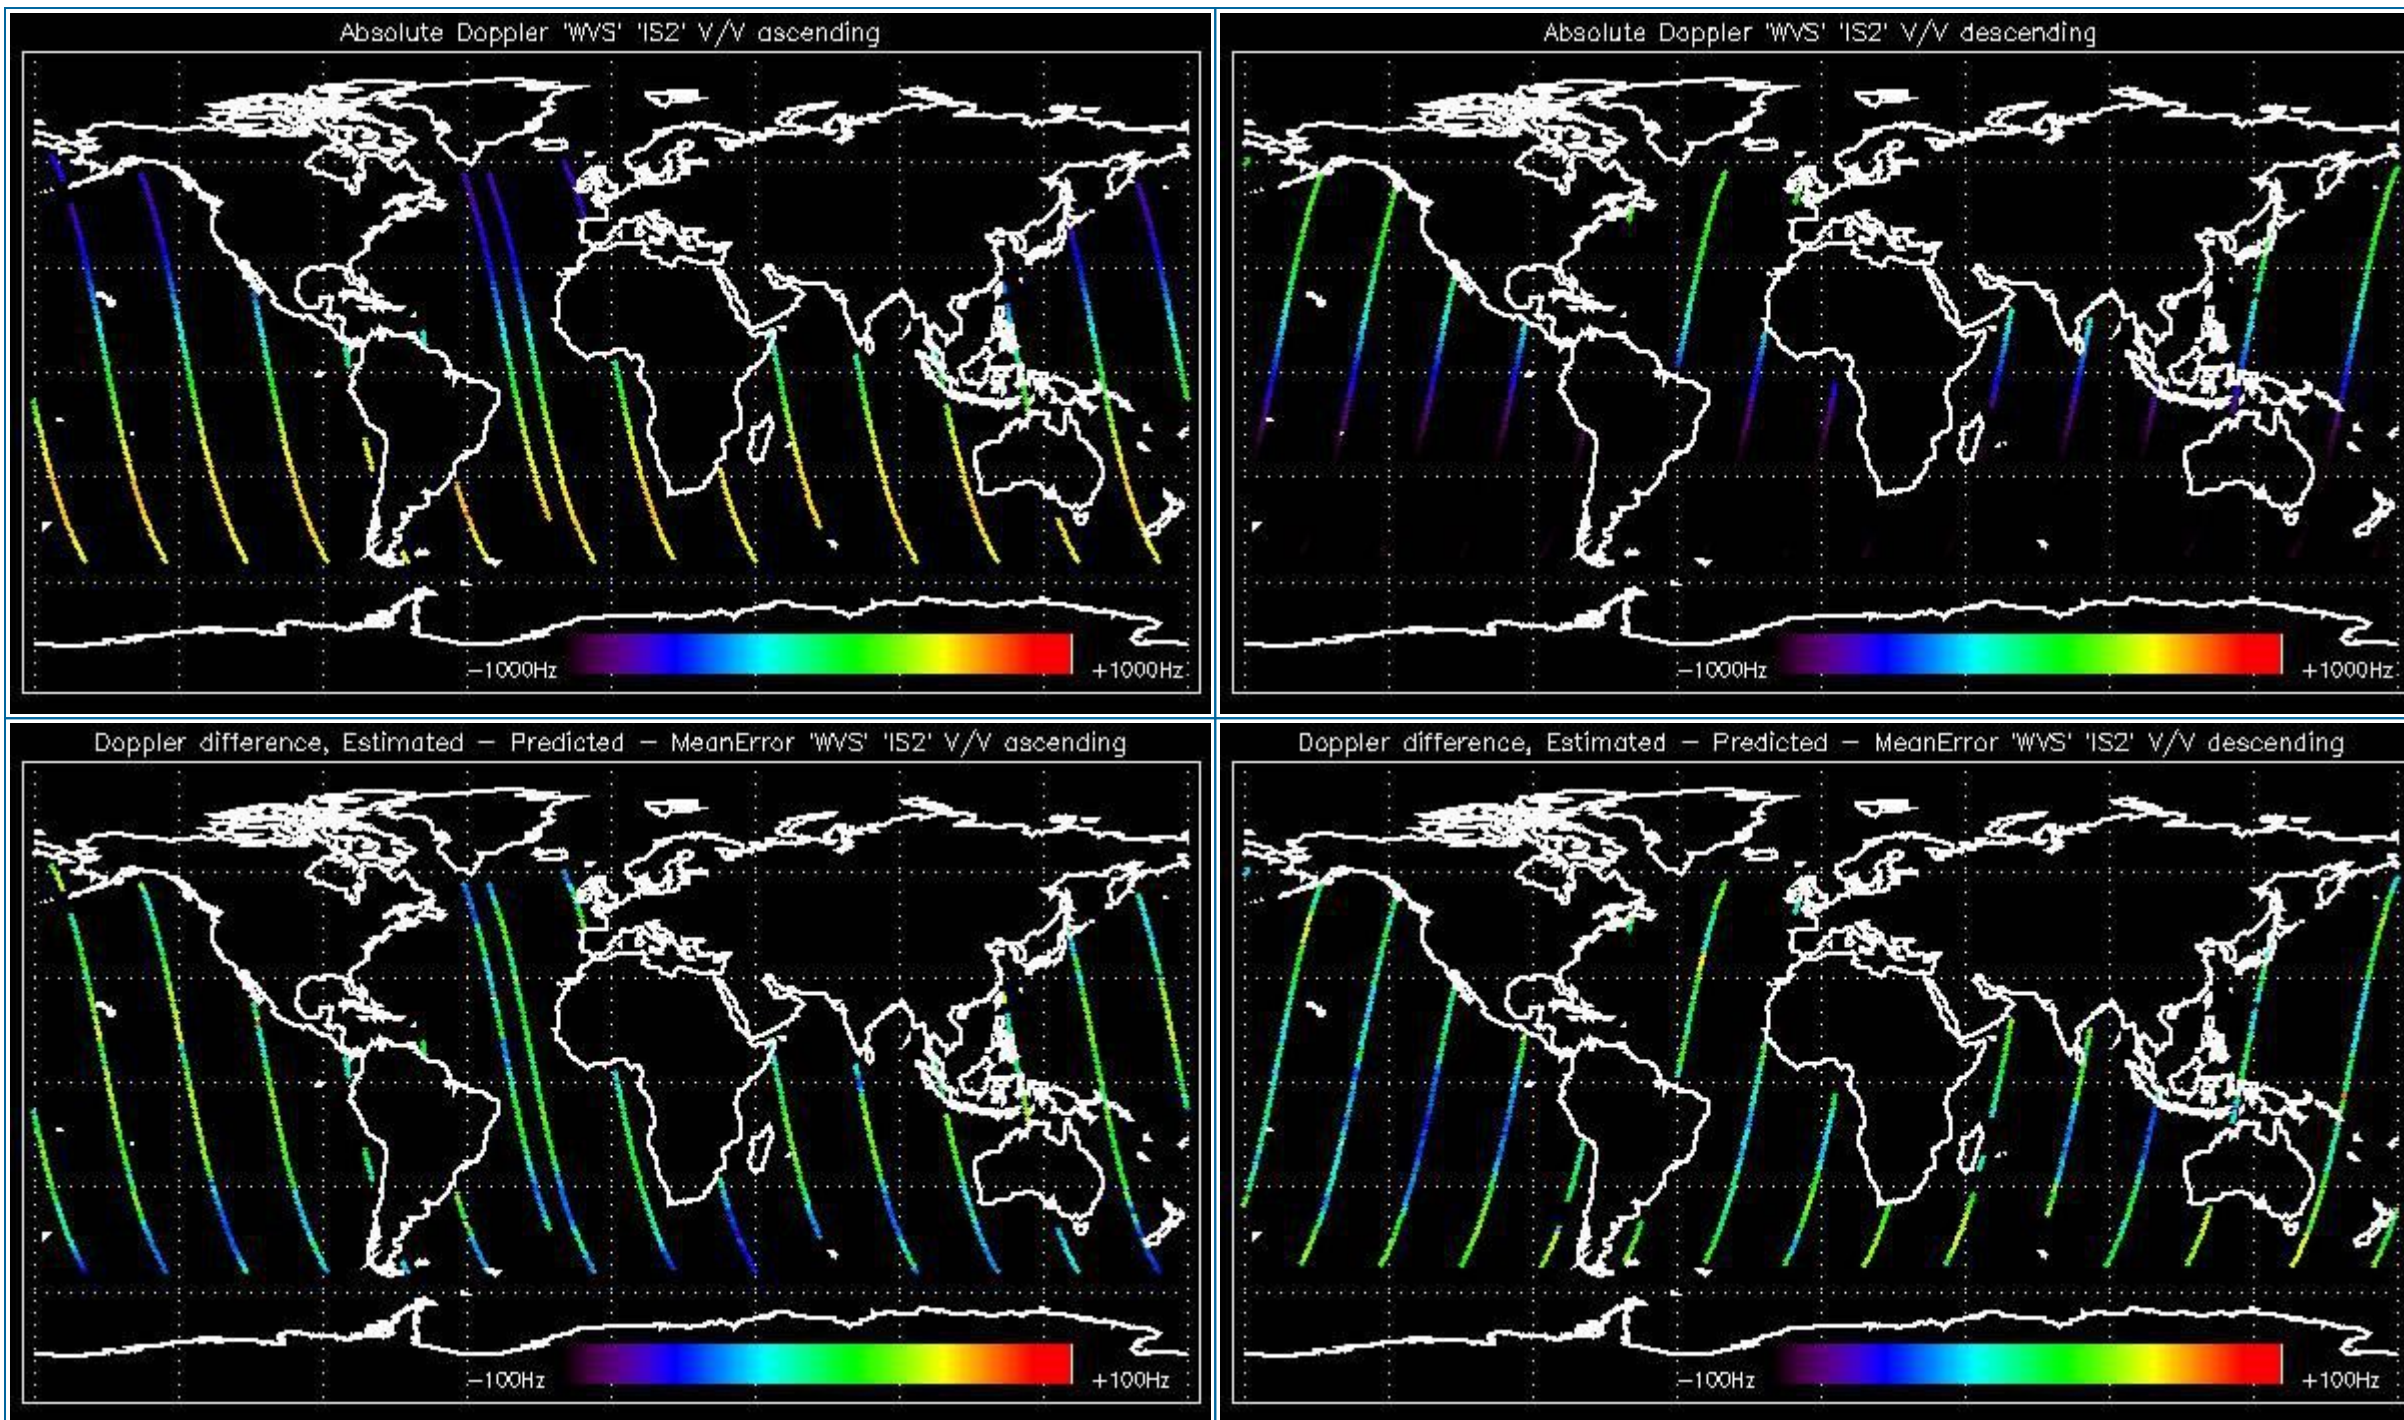 Absolute Doppler 'WVS' 'IS2' V/V ascending
-1000Hz
+1000Hz
Absolute Doppler 'WVS' 'IS2' V/V descending
-1000Hz
+1000Hz
Doppler difference, Estimated - Predicted - MeanError 'WVS' 'IS2' V/V ascending
-100Hz
+100Hz
Doppler difference, Estimated - Predicted - MeanError 'WVS' 'IS2' V/V descending
-100Hz
+100Hz